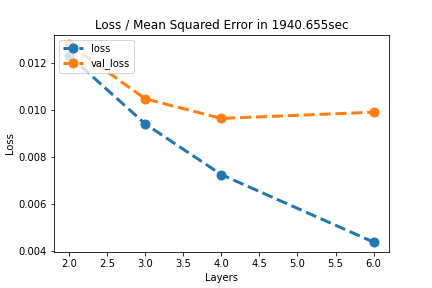 Loss / Mean Squared Error in 1940.655sec
loss
val_loss
0.012
0.010
0.008
0.006
0.004
Loss
2.0 2.5 3.0 3.5 4.0 4.5 5.0 5.5 6.0
Layers